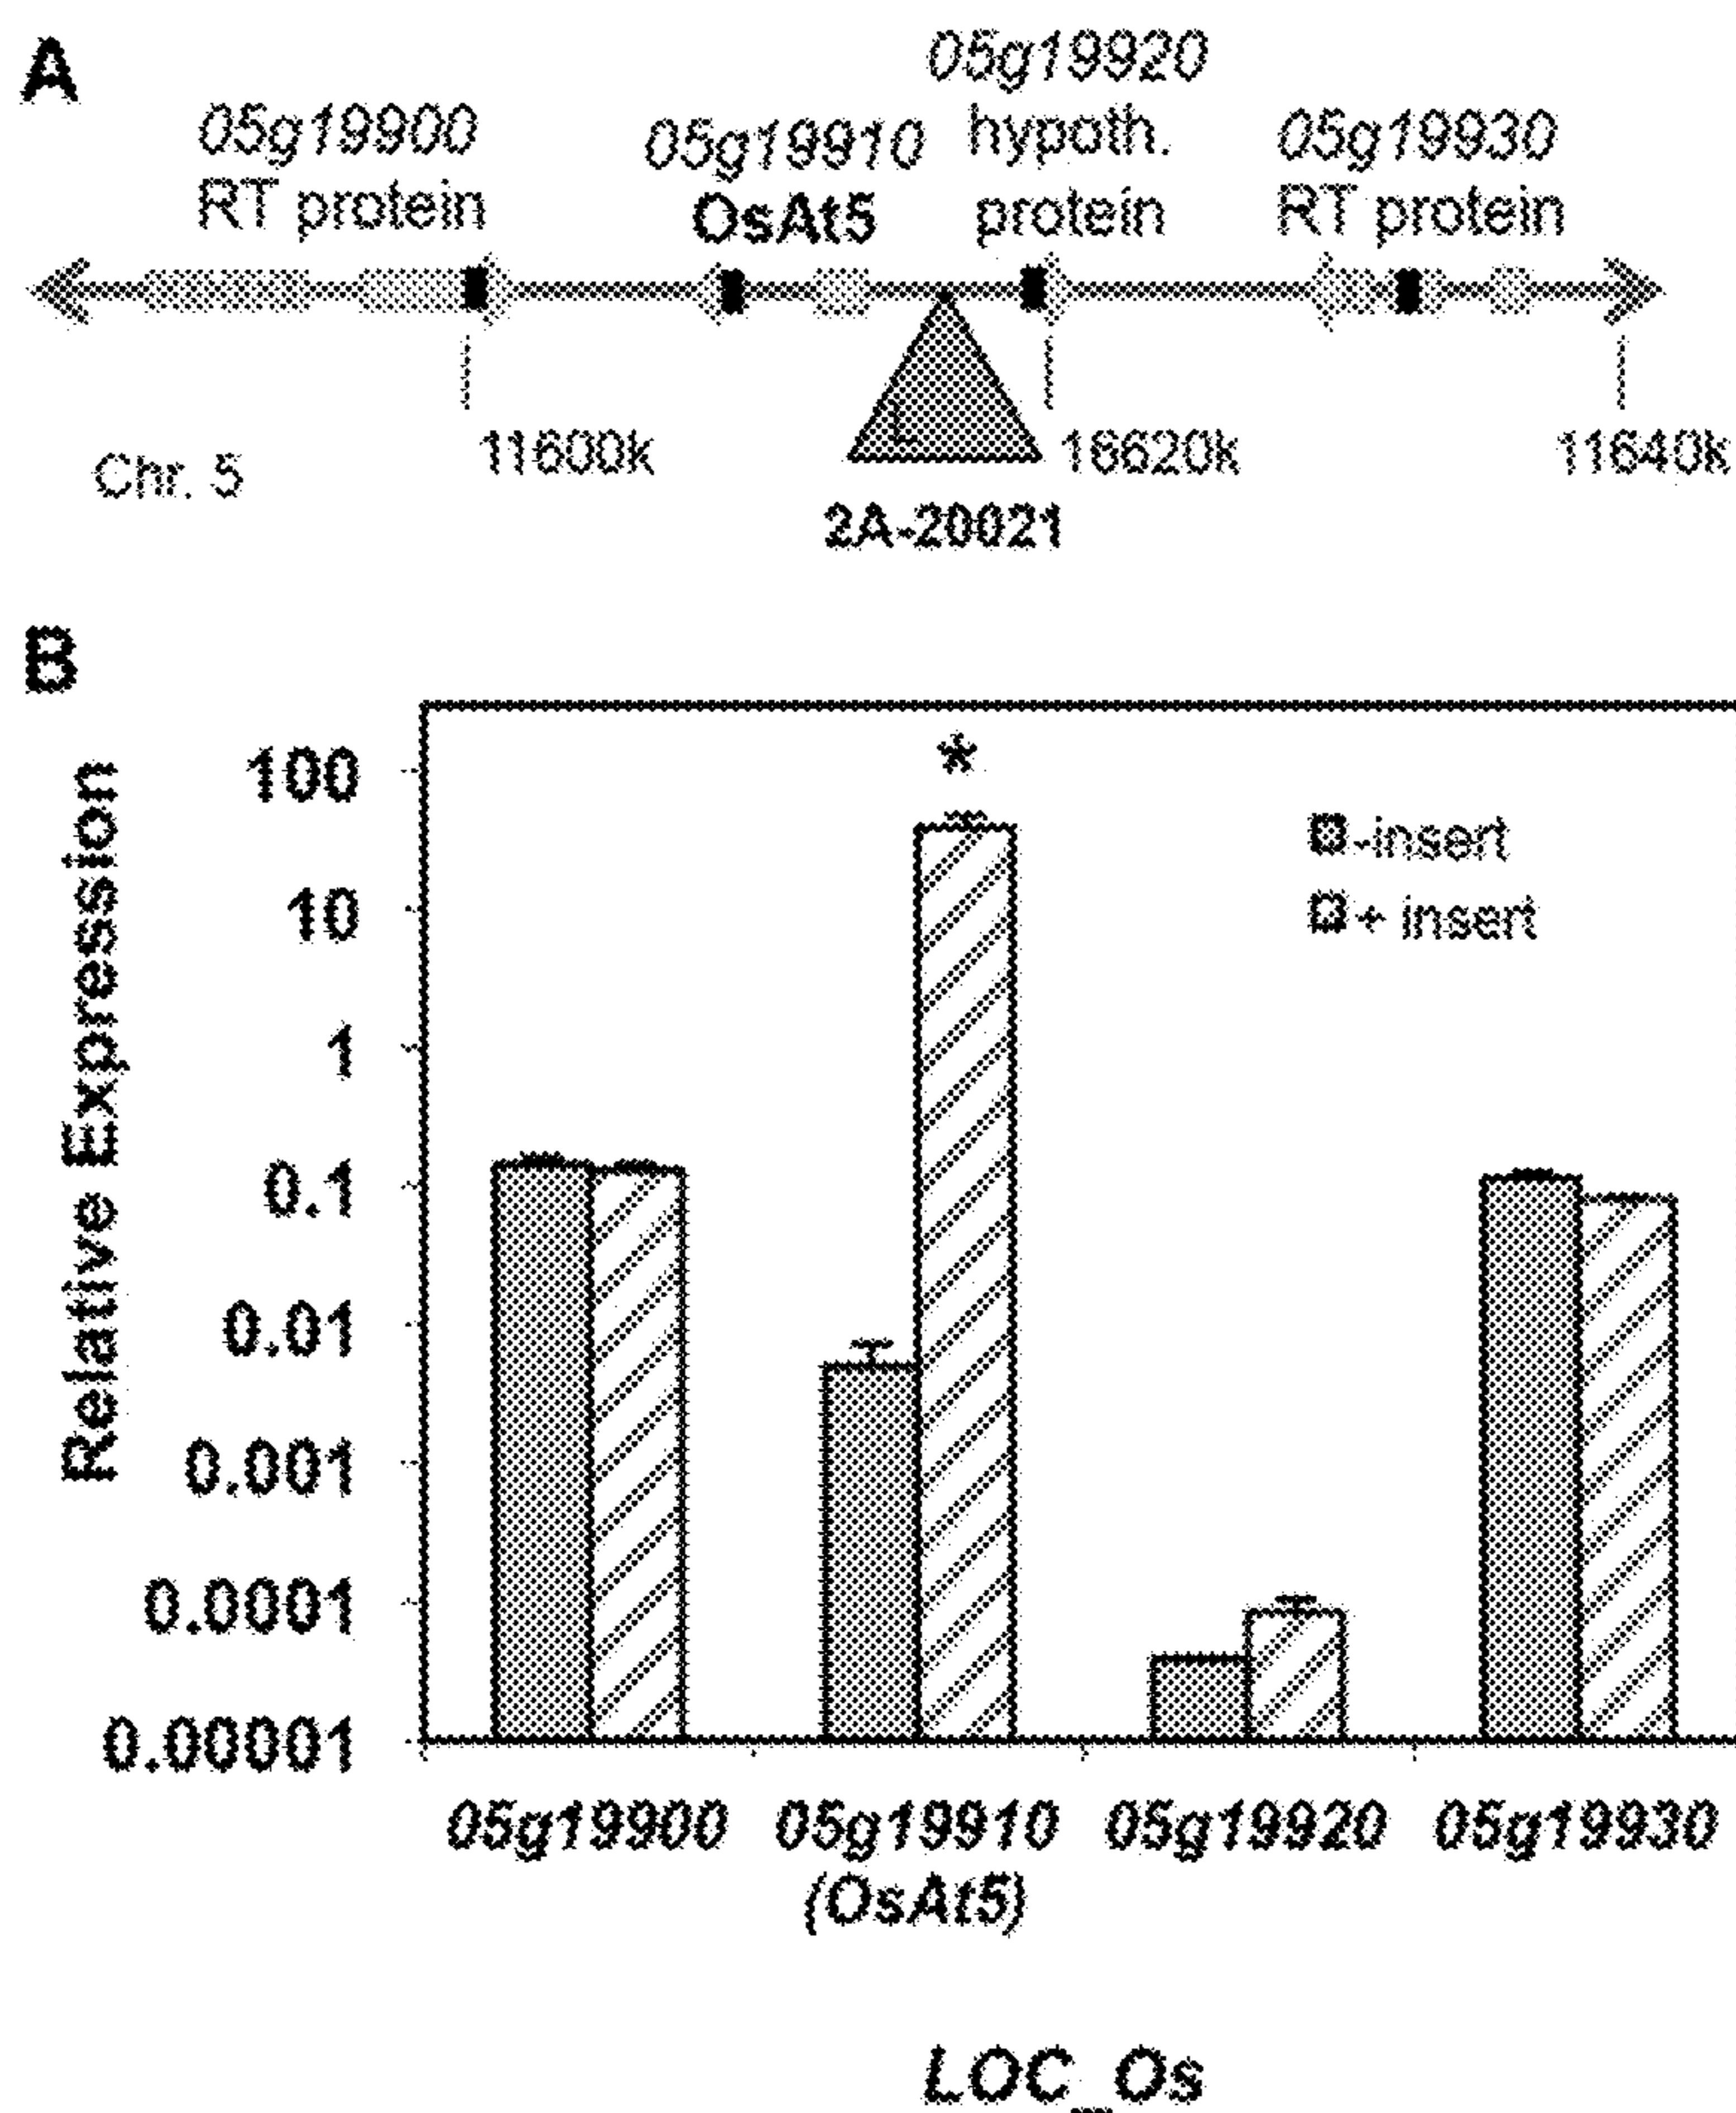 A
05g19900
RT protein
05g19910
OsAt5
05g19920
hypoth.
protein
05g19930
RT protein
L
Chr. 5
11600k
16620k
11640k
2A-20021
B
Relative Expression
100
10
1
0.1
0.01
0.001
0.0001
0.00001
*
-insert
+ insert
05g19900
05g19910
(OsAt5)
05g19920
05g19930
LOC_Os